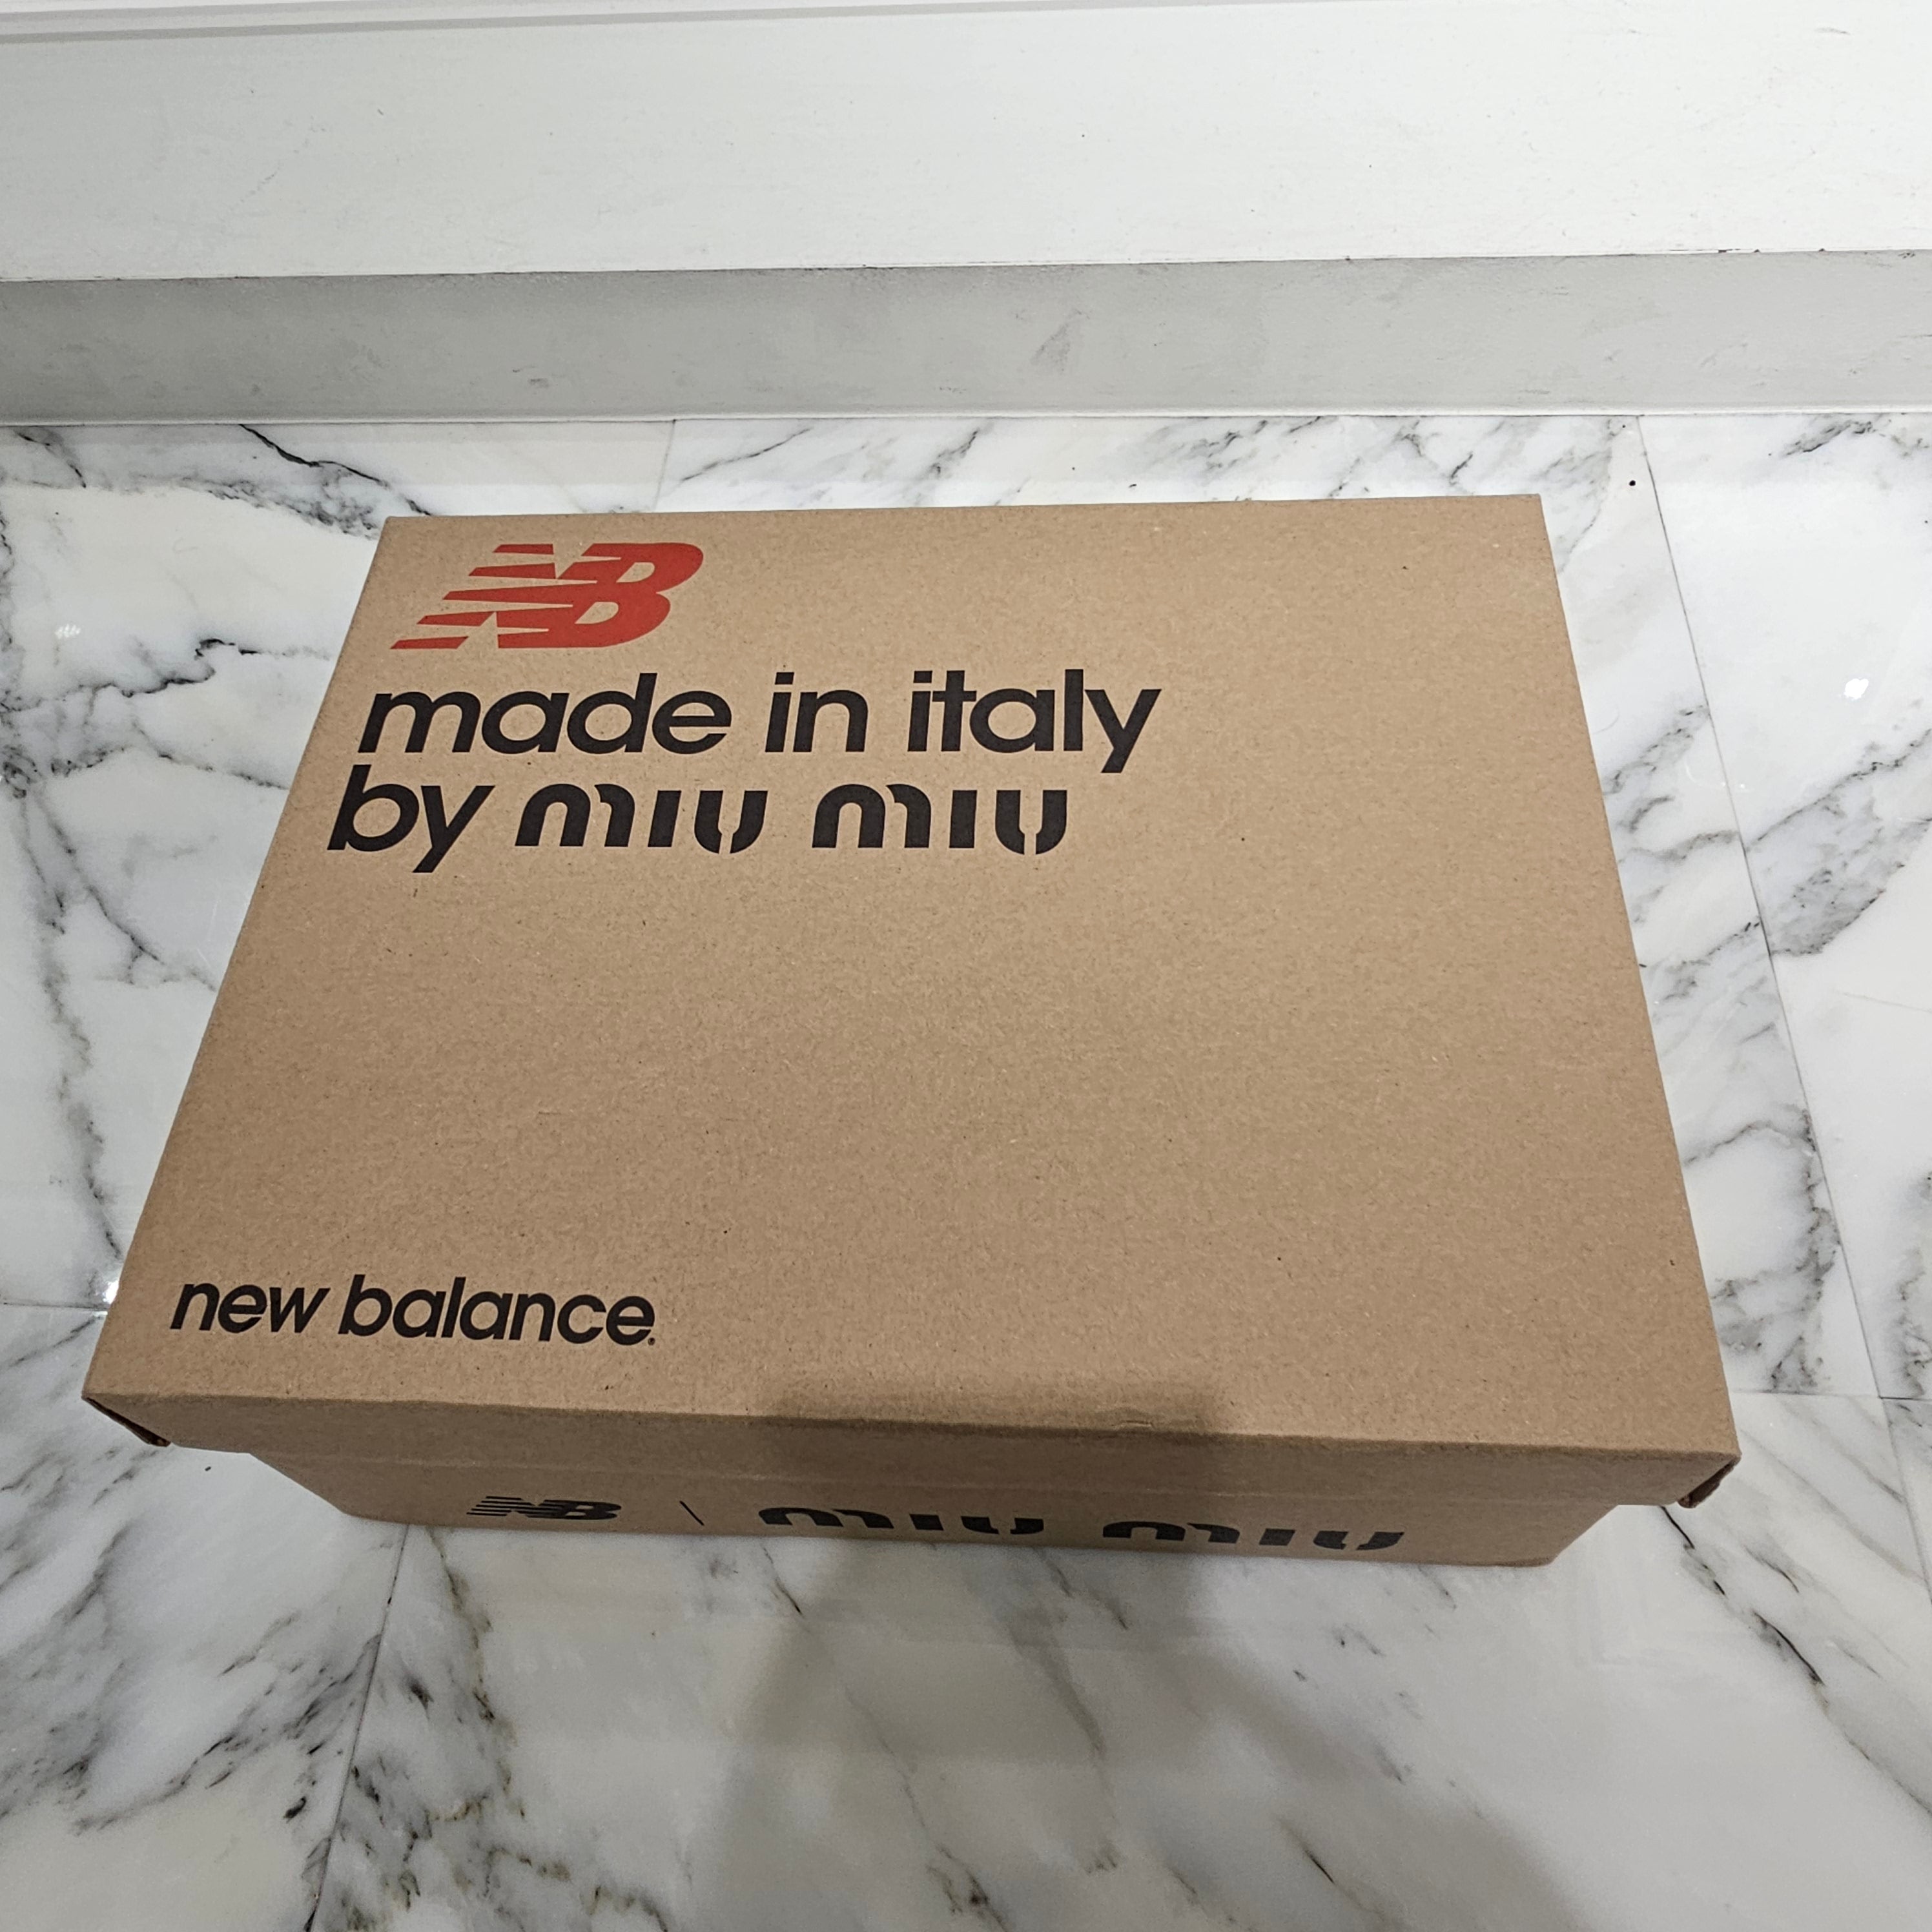 NB
made in italy
by miu miu
new balance
NB | miu miu